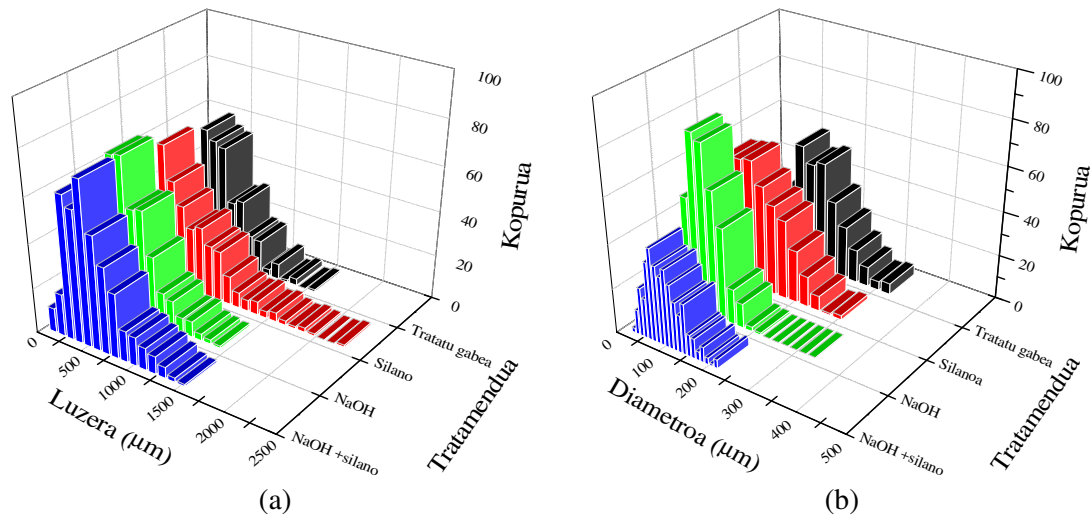 100
80
60
40
20
0
Kopurua
Tratatu gabea
Silano
NaOH
NaOH +silano
Tratamendua
0
500
1000
1500
2000
2500
Luzera (μm)
(a)
100
80
60
40
20
0
Kopurua
Tratatu gabea
Silanoa
NaOH
NaOH +silano
Tratamendua
0
100
200
300
400
500
Diametroa (μm)
(b)